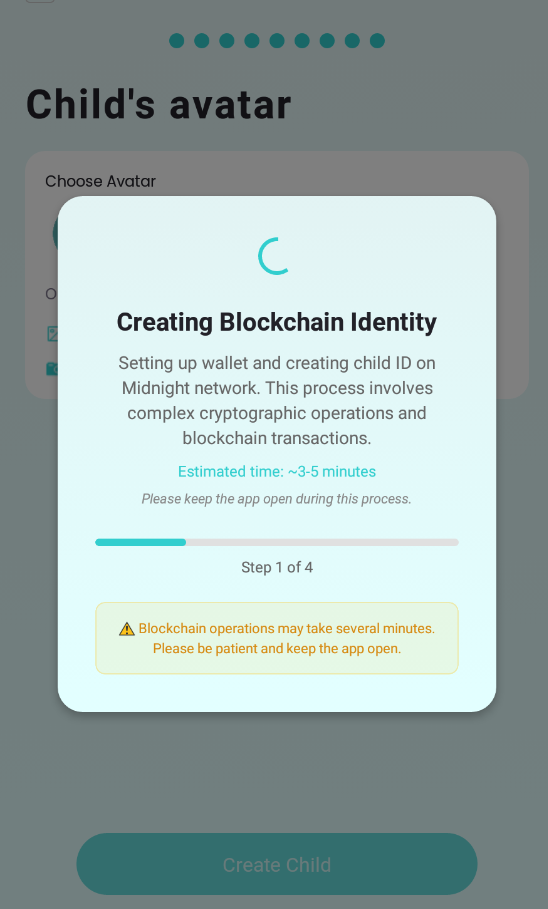 Child's avatar
Choose Avatar
O
Creating Blockchain Identity
Setting up wallet and creating child ID on
Midnight network. This process involves
complex cryptographic operations and
blockchain transactions.
Estimated time: ~3-5 minutes
Please keep the app open during this process.
Step 1 of 4
⚠️ Blockchain operations may take several minutes.
Please be patient and keep the app open.
Create Child